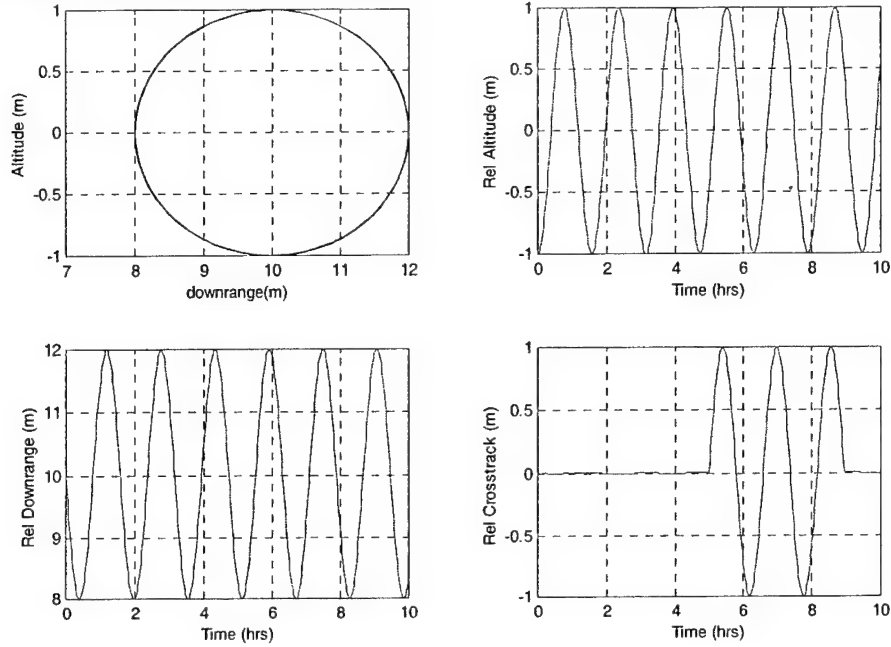 1
0.5
0
-0.5
-1
Altitude (m)
7 8 9 10 11 12
downrange(m)
1
0.5
0
-0.5
-1
Rel Altitude (m)
0 2 4 6 8 10
Time (hrs)
12
11
10
9
8
Rel Downrange (m)
0 2 4 6 8 10
Time (hrs)
1
0.5
0
-0.5
-1
Rel Crosstrack (m)
0 2 4 6 8 10
Time (hrs)